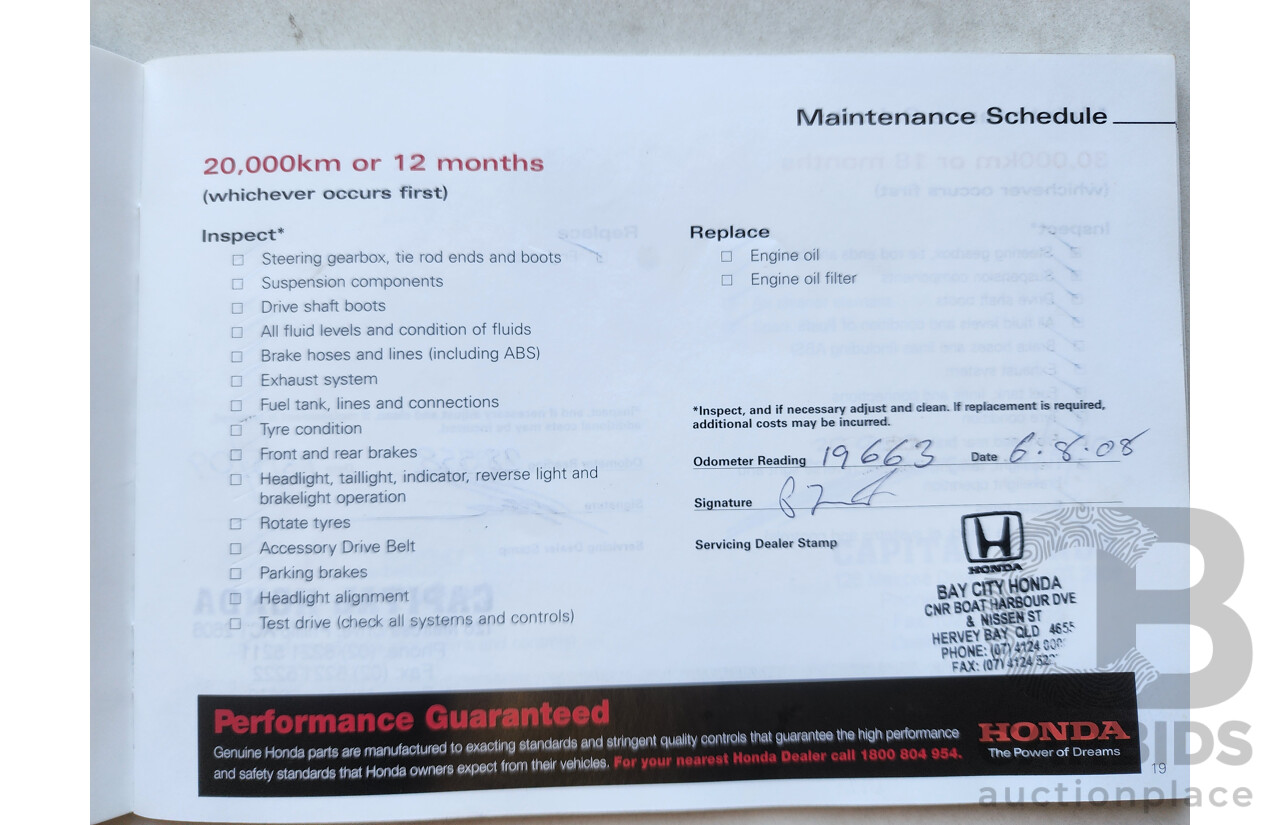 Maintenance Schedule
20,000km or 12 months
(whichever occurs first)
Inspect*
☐ Steering gearbox, tie rod ends and boots
☐ Suspension components
☐ Drive shaft boots
☐ All fluid levels and condition of fluids
☐ Brake hoses and lines (including ABS)
☐ Exhaust system
☐ Fuel tank, lines and connections
☐ Tyre condition
☐ Front and rear brakes
☐ Headlight, taillight, indicator, reverse light and
brakelight operation
☐ Rotate tyres
☐ Accessory Drive Belt
☐ Parking brakes
☐ Headlight alignment
☐ Test drive (check all systems and controls)
Replace
☐ Engine oil
☐ Engine oil filter
*Inspect, and if necessary adjust and clean. If replacement is required,
additional costs may be incurred.
Odometer Reading 19663 Date 6.8.08
Signature
Servicing Dealer Stamp
HONDA
BAY CITY HONDA
CNR BOAT HARBOUR DVE
& NISSEN ST
HERVEY BAY QLD 4655
PHONE: (07) 4124
FAX: (07) 4124
Performance Guaranteed
Genuine Honda parts are manufactured to exacting standards and stringent quality controls that guarantee the high performance
and safety standards that Honda owners expect from their vehicles. For your nearest Honda Dealer call 1800 804 954.
HONDA
The Power of Dreams
19
BIDS
auctionplace